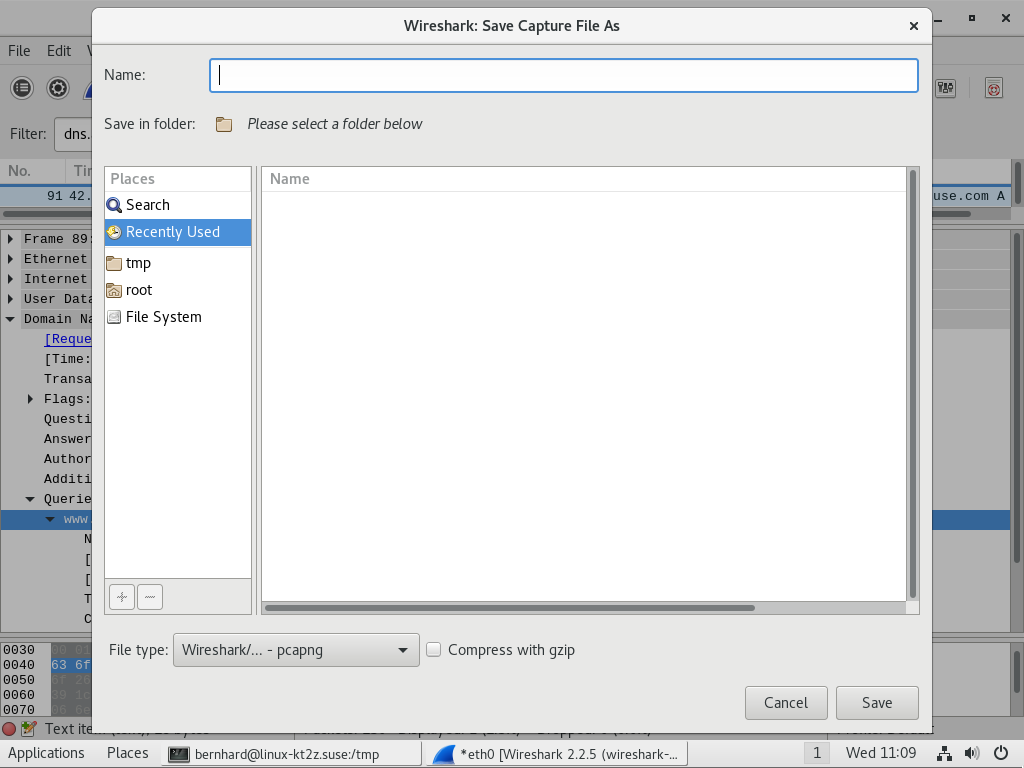 Wireshark: Save Capture File As
File Edit
Name:
Save in folder: Please select a folder below
Filter: dns.
No.
91 42. use.com A
Places
Name
Search
Recently Used
tmp
root
File System
Frame 89:
Ethernet
Internet
User Data
Domain Na
[Reque
[Time:
Transa
Flags:
Questi
Answer
Author
Additi
Querie
www.
N
[
[
T
C
File type: Wireshark/... - pcapng Compress with gzip
0030
0040 63 6f
0050
0060
0070
Cancel Save
Text item
Applications Places bernhard@linux-kt2z.suse:/tmp *eth0 [Wireshark 2.2.5 (wireshark-... 1 Wed 11:09